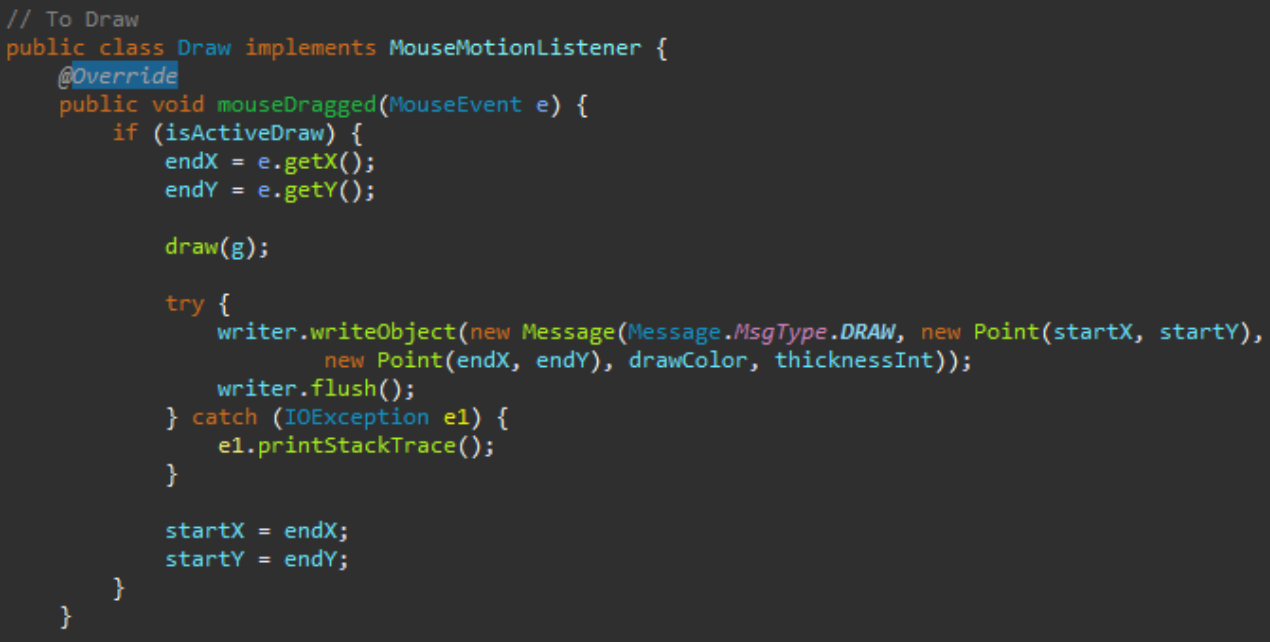 // To Draw
public class Draw implements MouseMotionListener {
    @Override
    public void mouseDragged(MouseEvent e) {
        if (isActiveDraw) {
            endX = e.getX();
            endY = e.getY();

            draw(g);

            try {
                writer.writeObject(new Message(Message.MsgType.DRAW, new Point(startX, startY),
                        new Point(endX, endY), drawColor, thicknessInt));
                writer.flush();
            } catch (IOException e1) {
                e1.printStackTrace();
            }

            startX = endX;
            startY = endY;
        }
    }